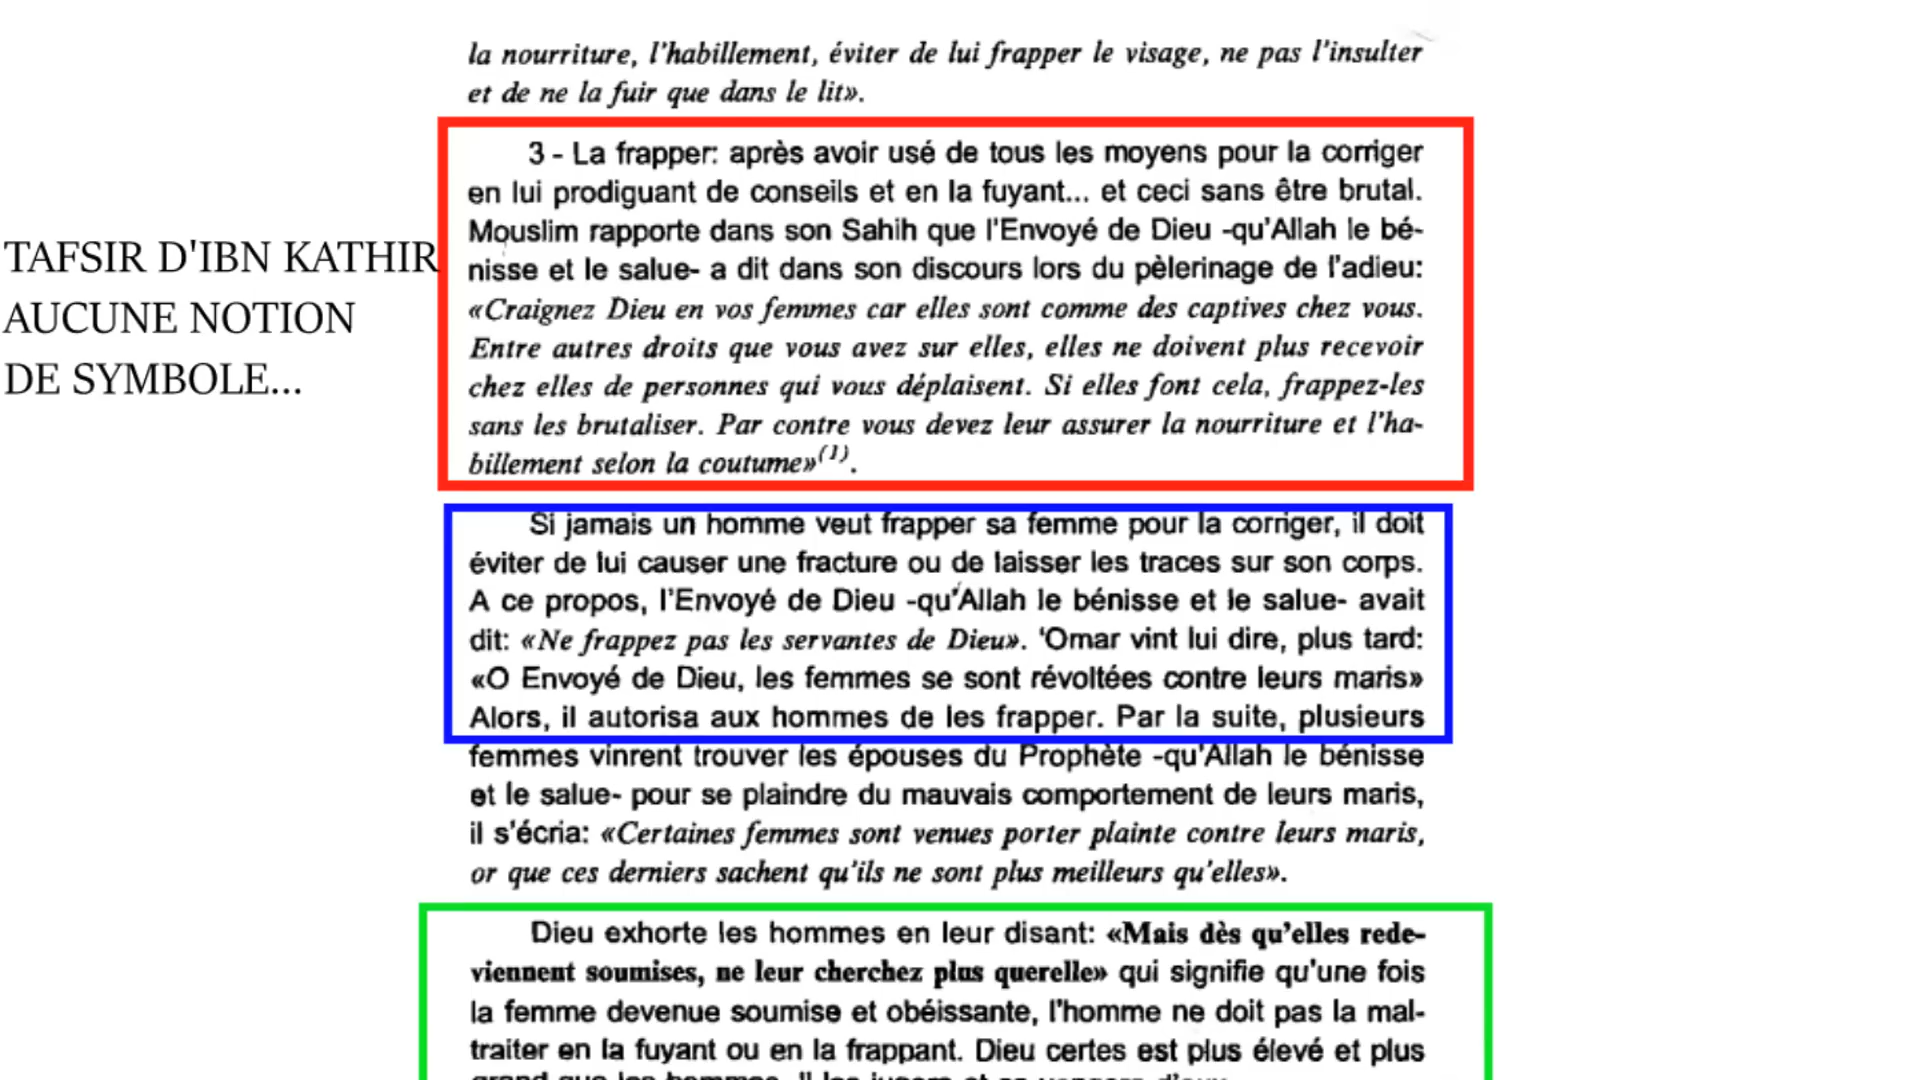 la nourriture, l'habillement, éviter de lui frapper le visage, ne pas l'insulter
et de ne la fuir que dans le lit».
TAFSIR D'IBN KATHIR
AUCUNE NOTION
DE SYMBOLE...
3 - La frapper: après avoir usé de tous les moyens pour la corriger
en lui prodiguant de conseils et en la fuyant... et ceci sans être brutal.
Mouslim rapporte dans son Sahih que l'Envoyé de Dieu -qu'Allah le bé-
nisse et le salue- a dit dans son discours lors du pèlerinage de l'adieu:
«Craignez Dieu en vos femmes car elles sont comme des captives chez vous.
Entre autres droits que vous avez sur elles, elles ne doivent plus recevoir
chez elles de personnes qui vous déplaisent. Si elles font cela, frappez-les
sans les brutaliser. Par contre vous devez leur assurer la nourriture et l'ha-
billement selon la coutume»(1).
Si jamais un homme veut frapper sa femme pour la corriger, il doit
éviter de lui causer une fracture ou de laisser les traces sur son corps.
A ce propos, l'Envoyé de Dieu -qu'Allah le bénisse et le salue- avait
dit: «Ne frappez pas les servantes de Dieu». 'Omar vint lui dire, plus tard:
«O Envoyé de Dieu, les femmes se sont révoltées contre leurs maris»
Alors, il autorisa aux hommes de les frapper. Par la suite, plusieurs
femmes vinrent trouver les épouses du Prophète -qu'Allah le bénisse
et le salue- pour se plaindre du mauvais comportement de leurs maris,
il s'écria: «Certaines femmes sont venues porter plainte contre leurs maris,
or que ces derniers sachent qu'ils ne sont plus meilleurs qu'elles».
Dieu exhorte les hommes en leur disant: «Mais dès qu'elles rede-
viennent soumises, ne leur cherchez plus querelle» qui signifie qu'une fois
la femme devenue soumise et obéissante, l'homme ne doit pas la mal-
traiter en la fuyant ou en la frappant. Dieu certes est plus élevé et plus